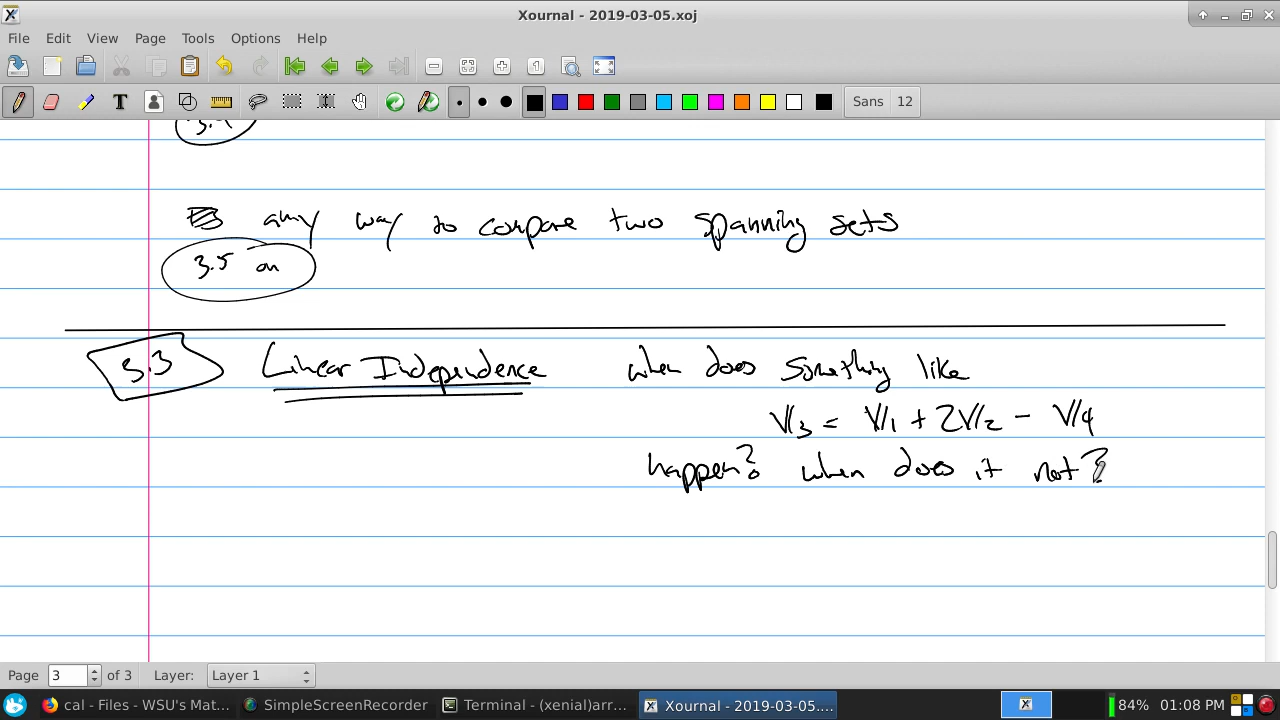 Xournal - 2019-03-05.xoj
File Edit View Page Tools Options Help
Sans 12
any way to compare two spanning sets
3.5 on
3.3 Linear Independence when does something like
V3 = V1 + 2V2 - V4
happen? when does it not?
Page 3 of 3 Layer: Layer 1
cal - Files - WSU's Mat... SimpleScreenRecorder Terminal - (xenial)arr... Xournal - 2019-03-05.... 84% 01:08 PM